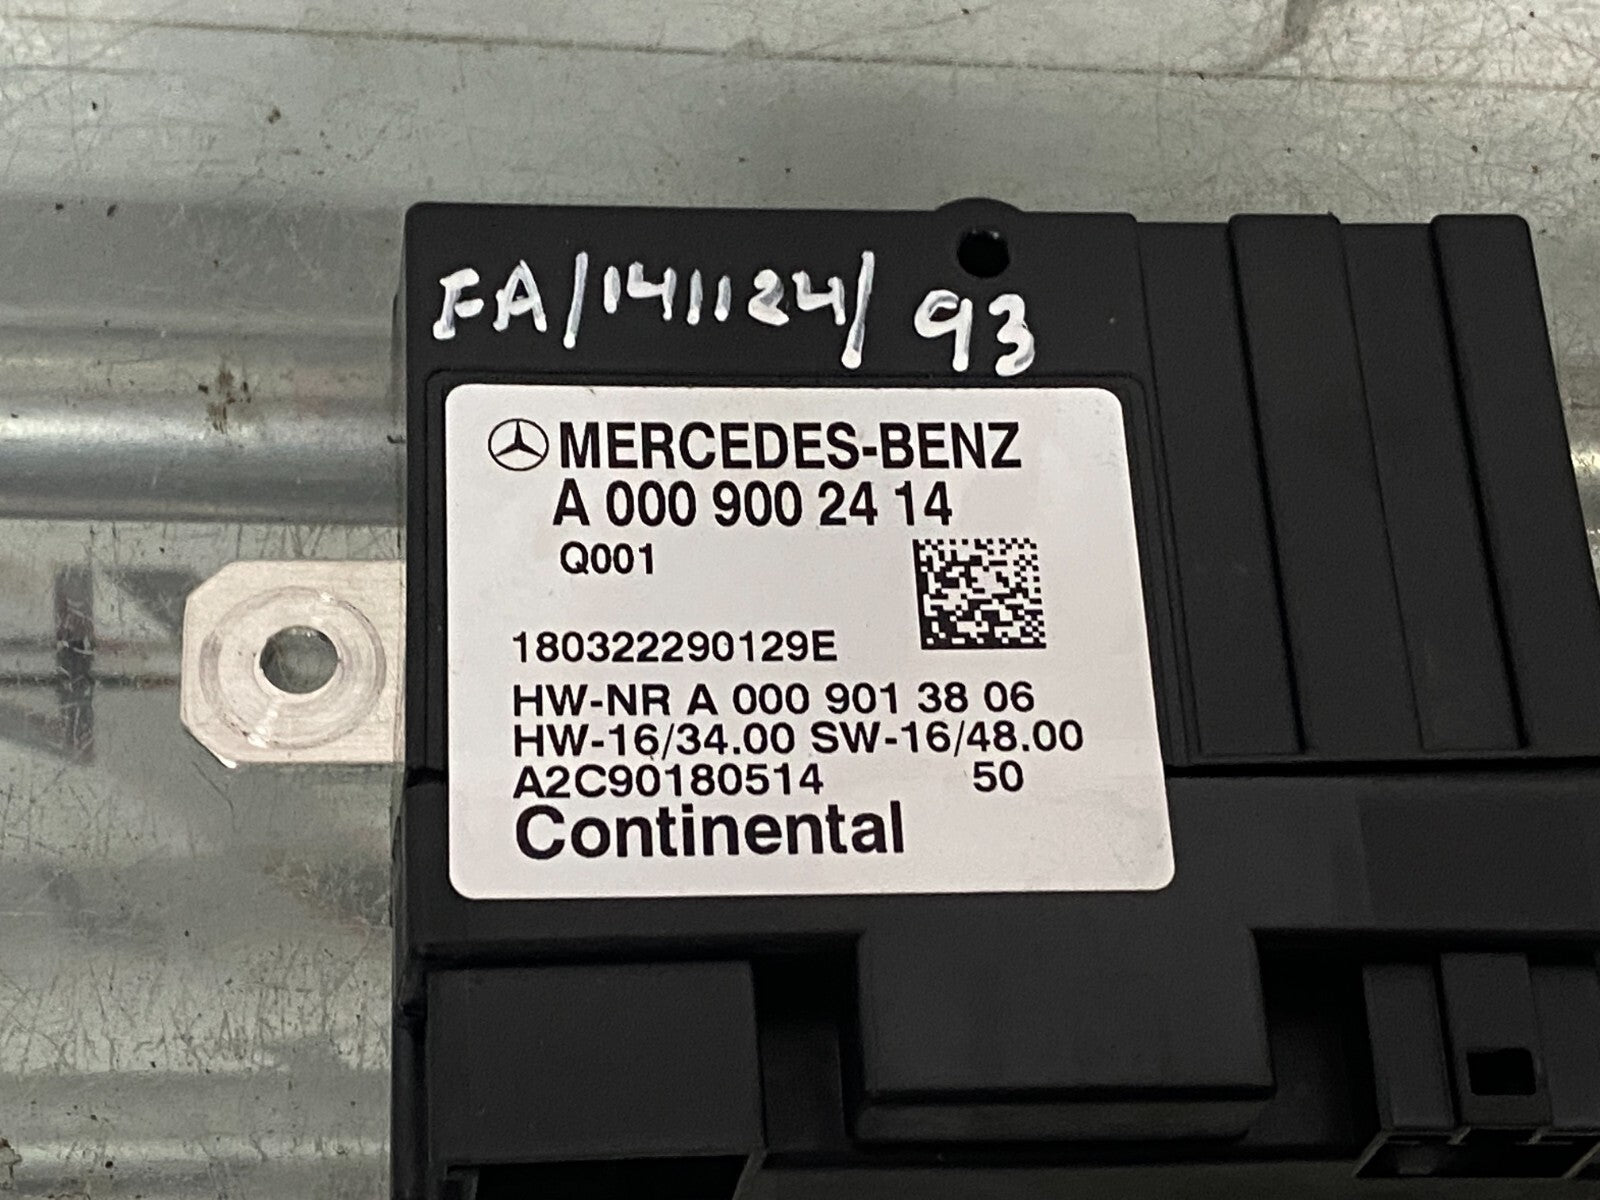 FA/141124/93
MERCEDES-BENZ
A 000 900 24 14
Q001
180322290129E
HW-NR A 000 901 38 06
HW-16/34.00 SW-16/48.00
A2C90180514 50
Continental